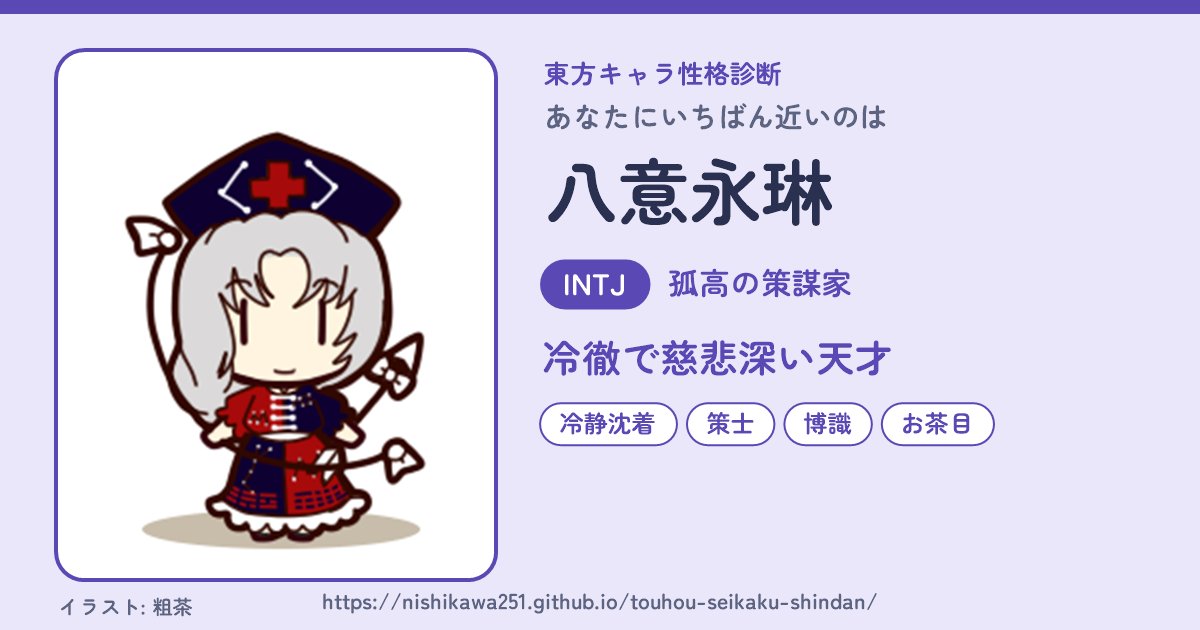 東方キャラ性格診断
あなたにいちばん近いのは
八意永琳
INTJ 孤高の策謀家
冷徹で慈悲深い天才
冷静沈着 策士 博識 お茶目
イラスト: 粗茶
https://nishikawa251.github.io/touhou-seikaku-shindan/